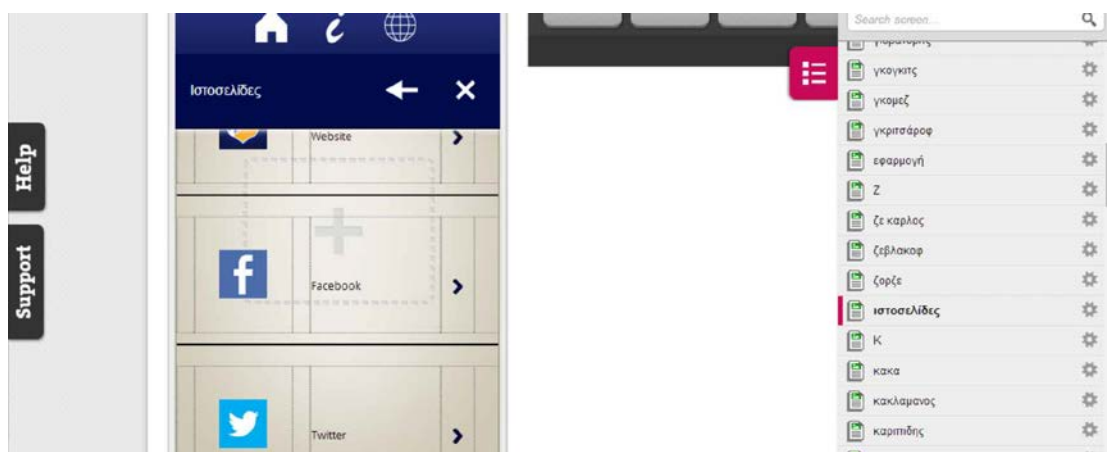 Help
Support
Ιστοσελίδες
Website
Facebook
Twitter
Search screen...
γκογκιτς
γκομεζ
γκριτσάροφ
εφαρμογή
Ζ
ζε καρλος
ζεβλακοφ
ζορζε
ιστοσελίδες
Κ
κακα
κακλαμανος
καριπιδης